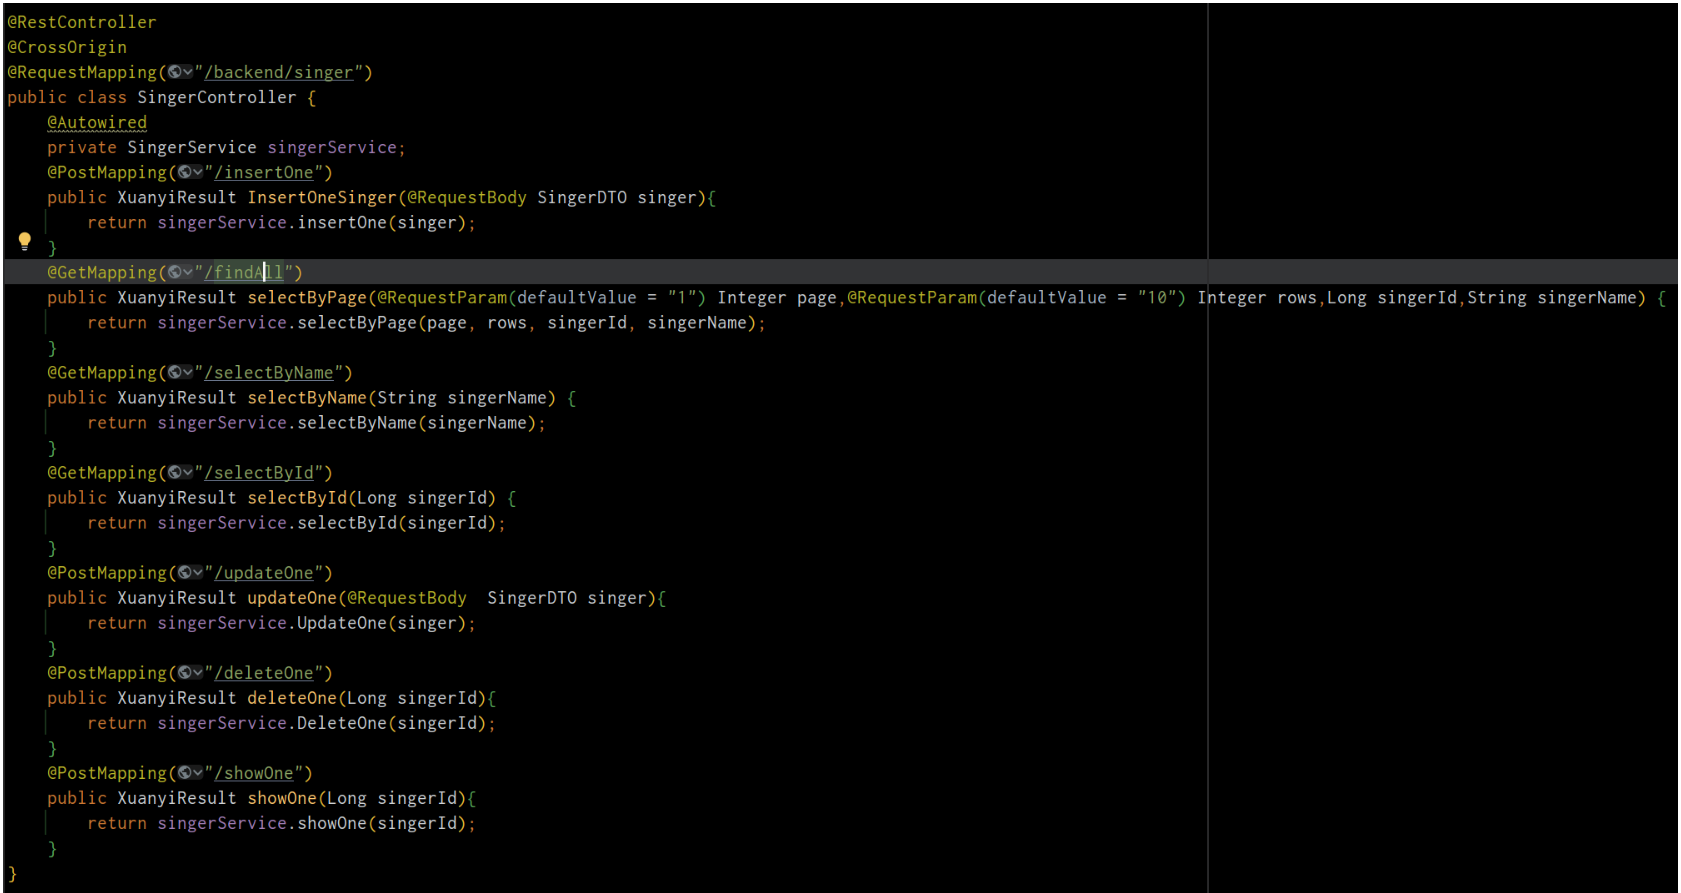 @RestController
@CrossOrigin
@RequestMapping("/backend/singer")
public class SingerController {
    @Autowired
    private SingerService singerService;
    @PostMapping("/insertOne")
    public XuanyiResult InsertOneSinger(@RequestBody SingerDTO singer){
        return singerService.insertOne(singer);
    }
    @GetMapping("/findAll")
    public XuanyiResult selectByPage(@RequestParam(defaultValue = "1") Integer page,@RequestParam(defaultValue = "10") Integer rows,Long singerId,String singerName) {
        return singerService.selectByPage(page, rows, singerId, singerName);
    }
    @GetMapping("/selectByName")
    public XuanyiResult selectByName(String singerName) {
        return singerService.selectByName(singerName);
    }
    @GetMapping("/selectById")
    public XuanyiResult selectById(Long singerId) {
        return singerService.selectById(singerId);
    }
    @PostMapping("/updateOne")
    public XuanyiResult updateOne(@RequestBody  SingerDTO singer){
        return singerService.UpdateOne(singer);
    }
    @PostMapping("/deleteOne")
    public XuanyiResult deleteOne(Long singerId){
        return singerService.DeleteOne(singerId);
    }
    @PostMapping("/showOne")
    public XuanyiResult showOne(Long singerId){
        return singerService.showOne(singerId);
    }
}